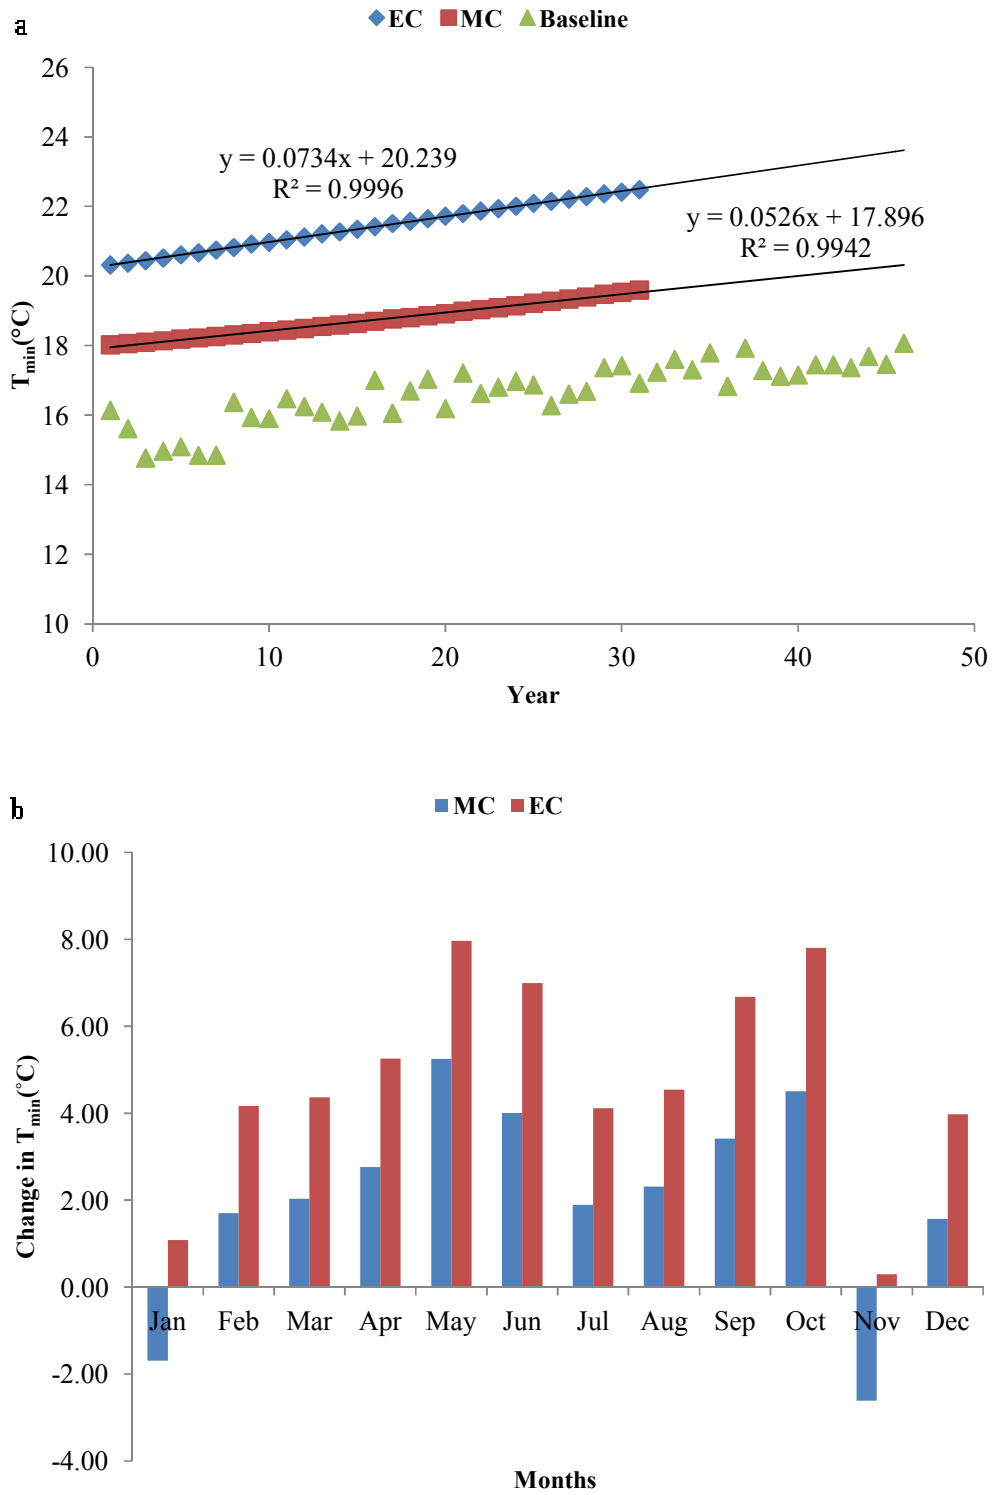 a
EC MC Baseline
26
24
22
20
18
16
14
12
10
y = 0.0734x + 20.239
R² = 0.9996
y = 0.0526x + 17.896
R² = 0.9942
Tmin(°C)
0 10 20 30 40 50
Year
b
MC EC
10.00
8.00
6.00
4.00
2.00
0.00
-2.00
-4.00
Change in Tmin(°C)
Jan Feb Mar Apr May Jun Jul Aug Sep Oct Nov Dec
Months